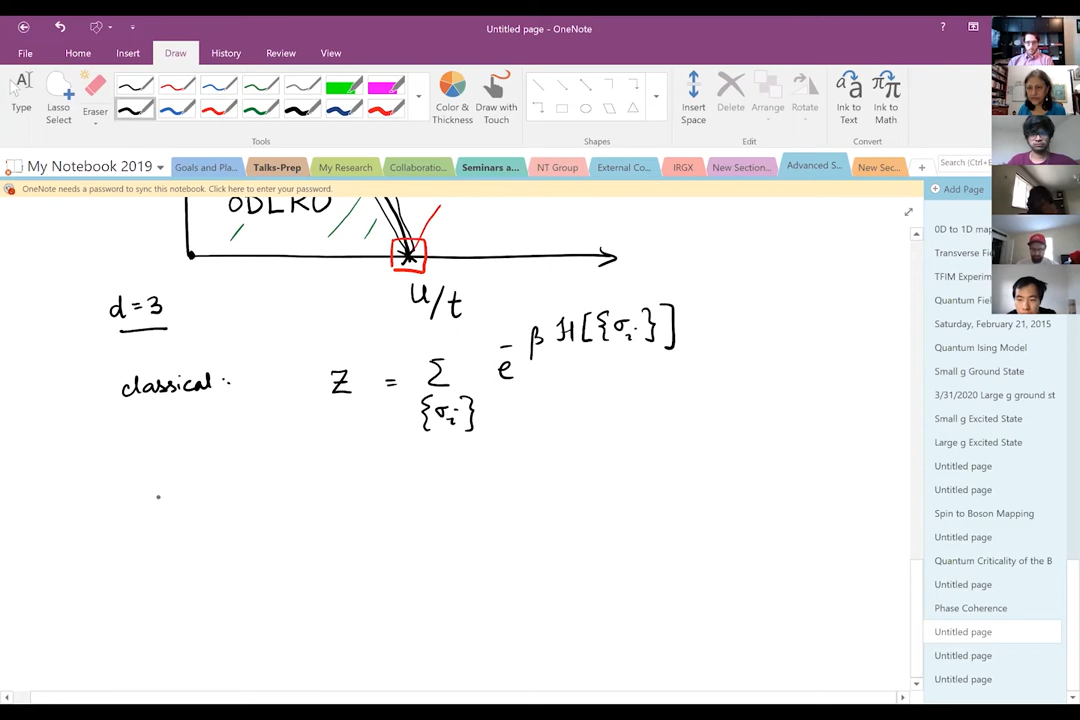 Untitled page - OneNote
?
File Home Insert Draw History Review View
Type
Lasso Select
Eraser
Color & Thickness
Draw with Touch
Insert Space
Delete
Arrange
Rotate
Ink to Text
Ink to Math
Tools
Shapes
Edit
Convert
My Notebook 2019
Goals and Pla...
Talks-Prep
My Research
Collaboratio...
Seminars a...
NT Group
External Co...
IRGX
New Section...
Advanced S...
New Sec...
Search (Ctrl+E
OneNote needs a password to sync this notebook. Click here to enter your password.
Add Page
ODLRO
u/t
d = 3
classical :
Z = Σ e^{-β H[{σ_i}]}
{σ_i}
0D to 1D map
Transverse Fi
TFIM Experim
Quantum Fiel
Saturday, February 21, 2015
Quantum Ising Model
Small g Ground State
3/31/2020 Large g ground st
Small g Excited State
Large g Excited State
Untitled page
Untitled page
Spin to Boson Mapping
Untitled page
Quantum Criticality of the B
Untitled page
Phase Coherence
Untitled page
Untitled page
Untitled page